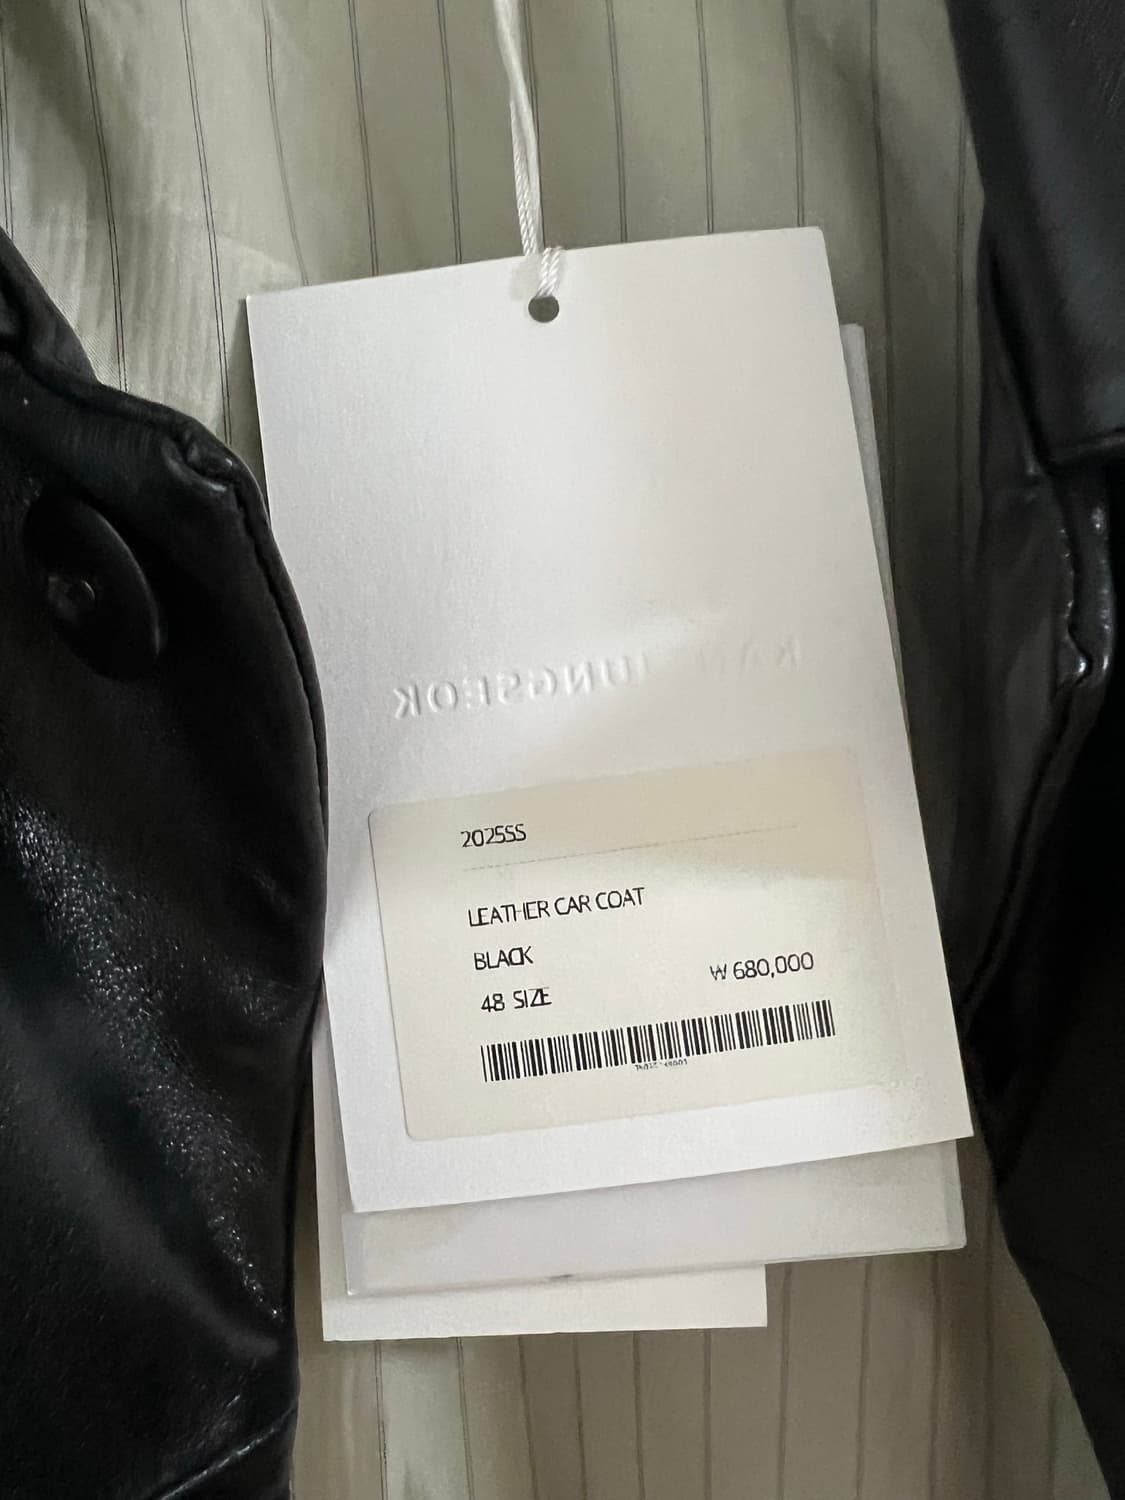 2025SS
LEATHER CAR COAT
BLACK
48 SIZE
₩ 680,000